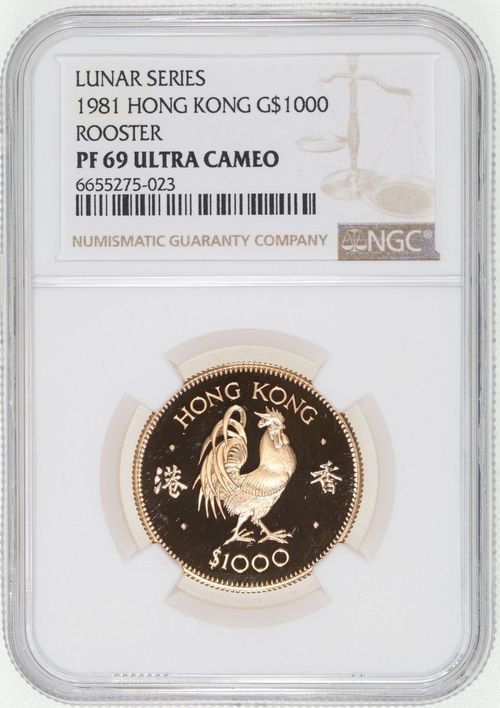 LUNAR SERIES
1981 HONG KONG G$1000
ROOSTER
PF 69 ULTRA CAMEO
6655275-023
NUMISMATIC GUARANTY COMPANY
NGC®
HONG KONG
港 香
$1000